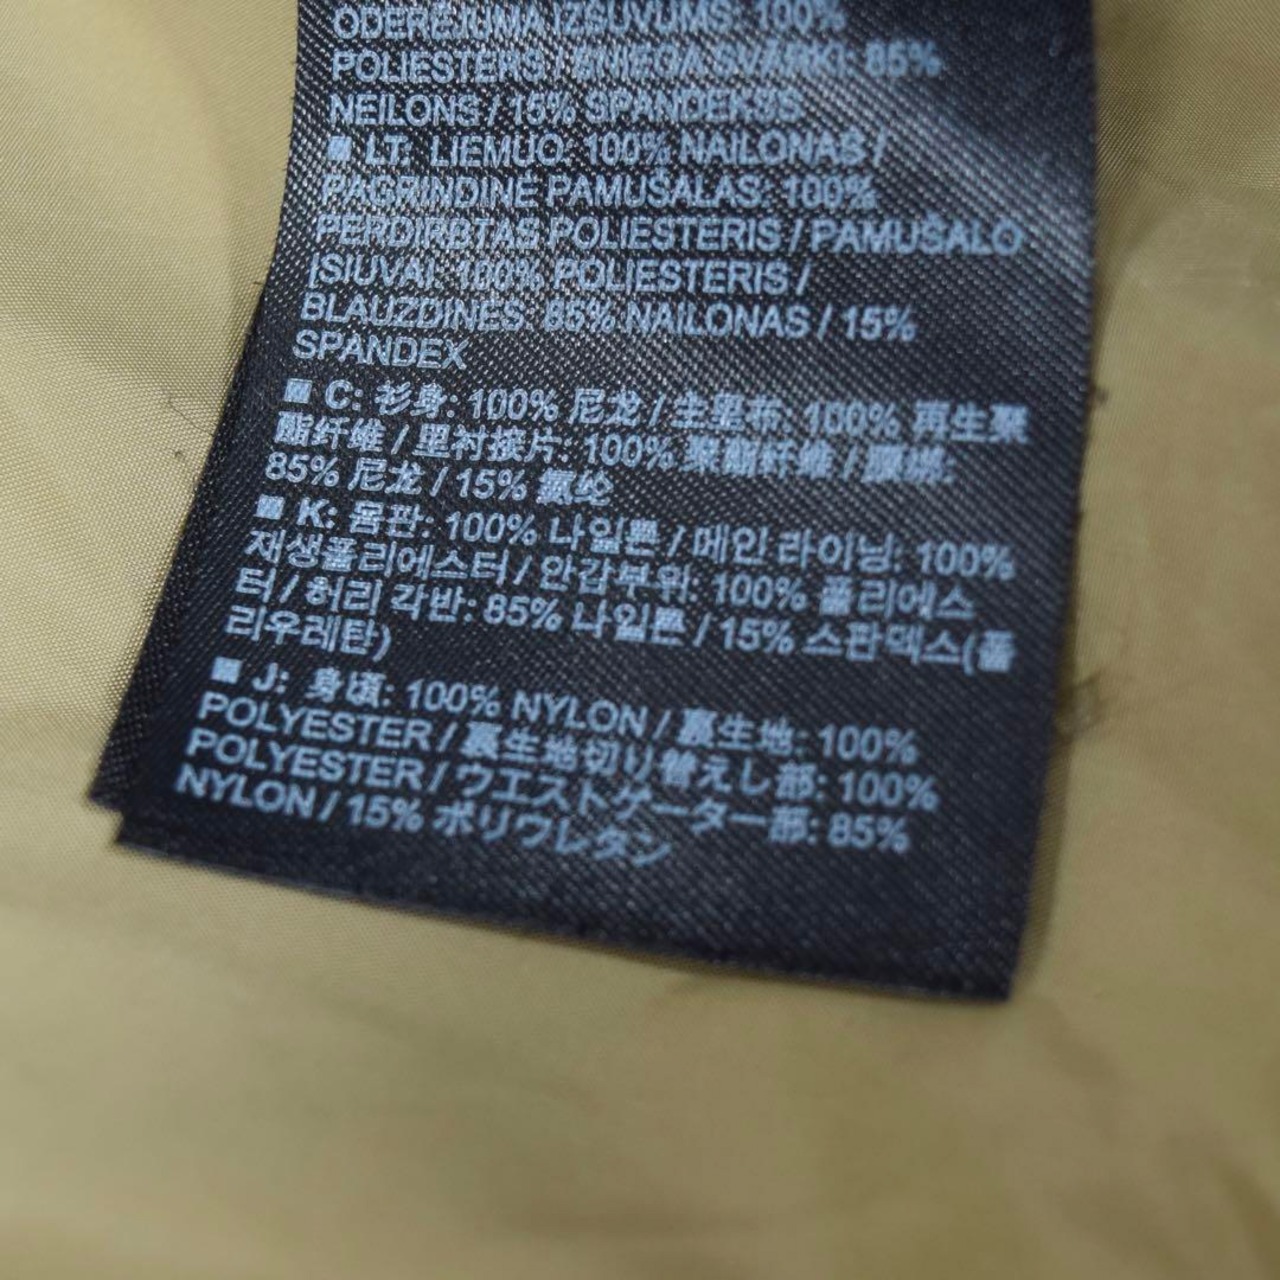 ODERĒJUMA IZŠUVUMS: 100%
POLIESTERS / SNIEGA SVĀRKI: 85%
NEILONS / 15% SPANDEKSS
■ LT: LIEMUO: 100% NAILONAS /
PAGRINDINĖ PAMUŠALAS: 100%
PERDIRBTAS POLIESTERIS / PAMUŠALO
ĮSIUVAI: 100% POLIESTERIS /
BLAUZDINĖS: 85% NAILONAS / 15%
SPANDEX
■ C: 衫身: 100% 尼龙 / 主里布: 100% 再生聚
酯纤维 / 里衬接片: 100% 聚酯纤维 /
85% 尼龙 / 15% 氨纶
■ K: 몸판: 100% 나일론 / 메인 라이닝: 100%
재생폴리에스터 / 안감부위: 100% 폴리에스
터 / 허리 각반: 85% 나일론 / 15% 스판덱스(폴
리우레탄)
■ J: 身頃: 100% NYLON / 裏生地: 100%
POLYESTER / 裏生地切り替えし部: 100%
POLYESTER / ウエストゲーター部: 85%
NYLON / 15% ポリウレタン